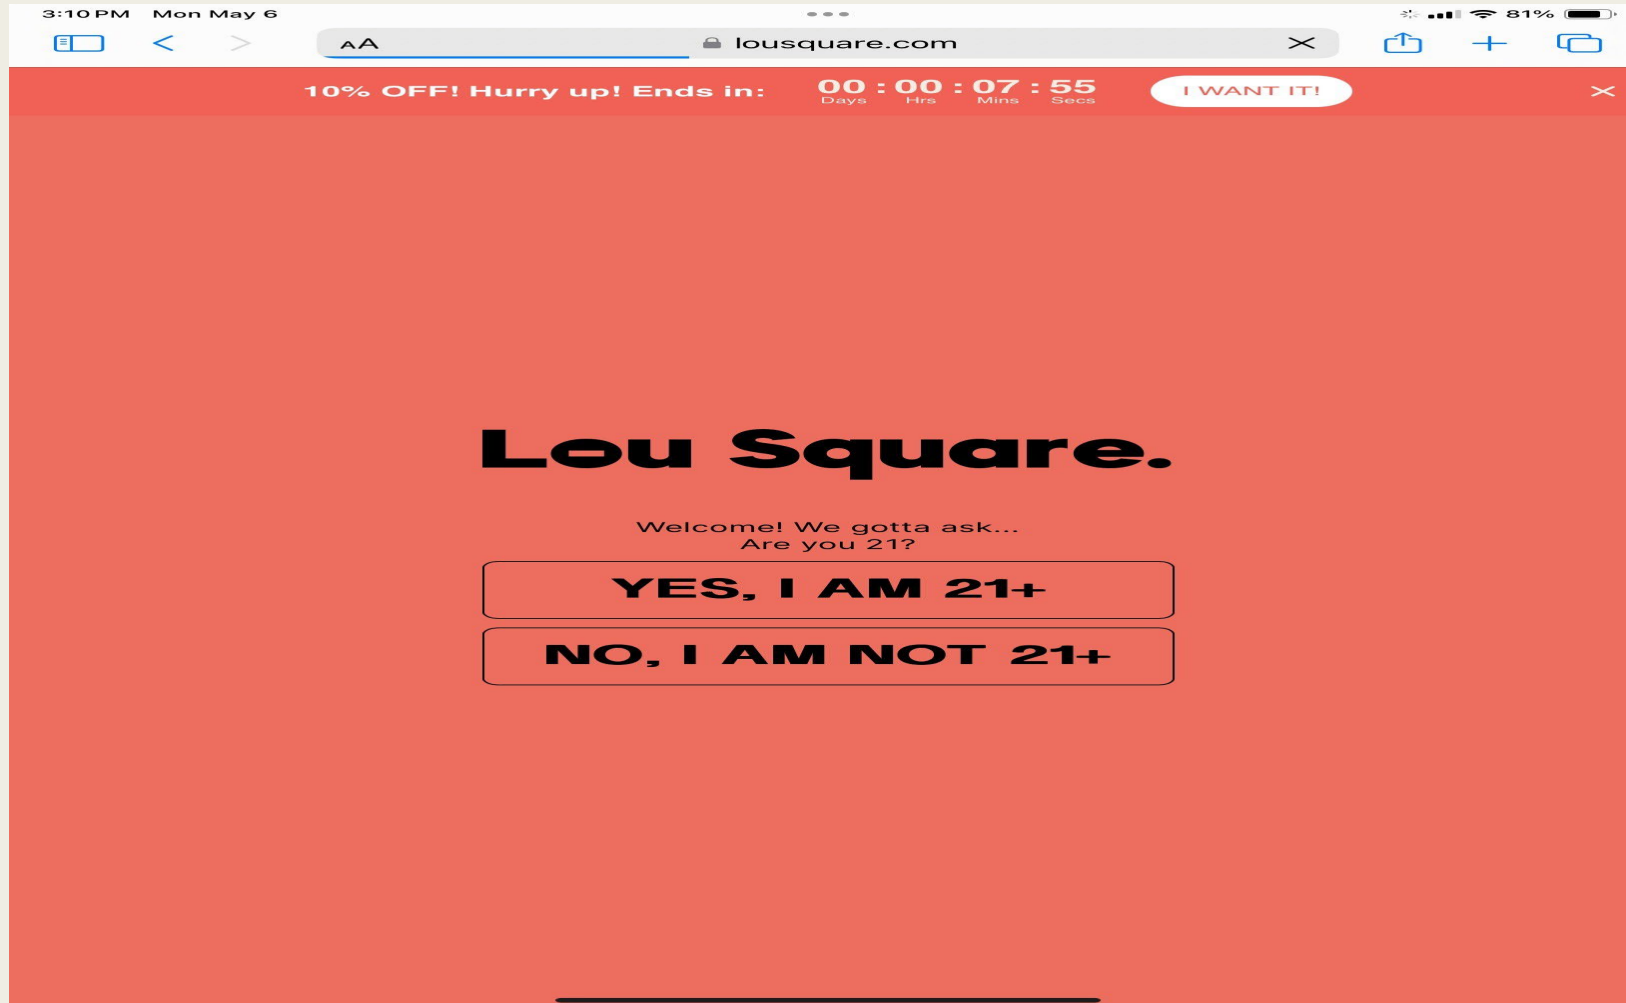 3:10 PM Mon May 6
81%
AA lousquare.com
10% OFF! Hurry up! Ends in: 00 : 00 : 07 : 55 I WANT IT!
Days Hrs Mins Secs
Lou Square.
Welcome! We gotta ask...
Are you 21?
YES, I AM 21+
NO, I AM NOT 21+